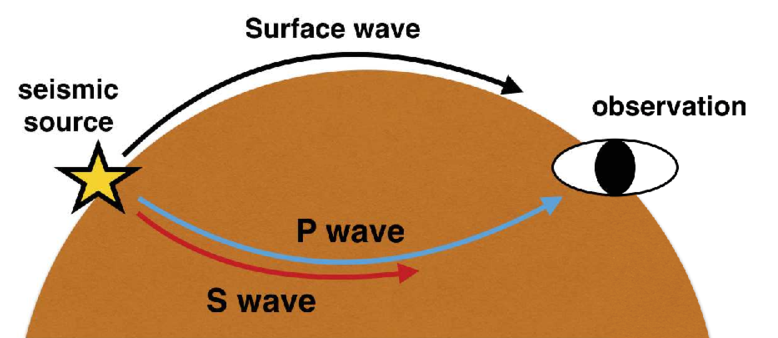 Surface wave
seismic
source
observation
P wave
S wave